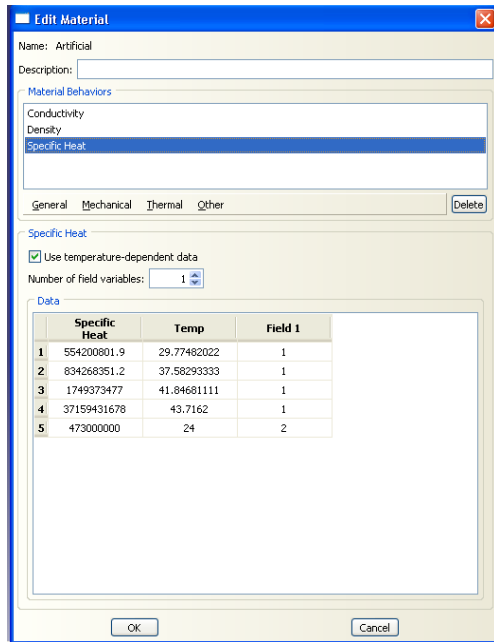 Edit Material
Name: Artificial
Description:
Material Behaviors
Conductivity
Density
Specific Heat
General Mechanical Thermal Other Delete
Specific Heat
Use temperature-dependent data
Number of field variables: 1
Data
Specific Heat Temp Field 1
1 554200801.9 29.77482022 1
2 834268351.2 37.58293333 1
3 1749373477 41.84681111 1
4 37159431678 43.7162 1
5 473000000 24 2
OK Cancel